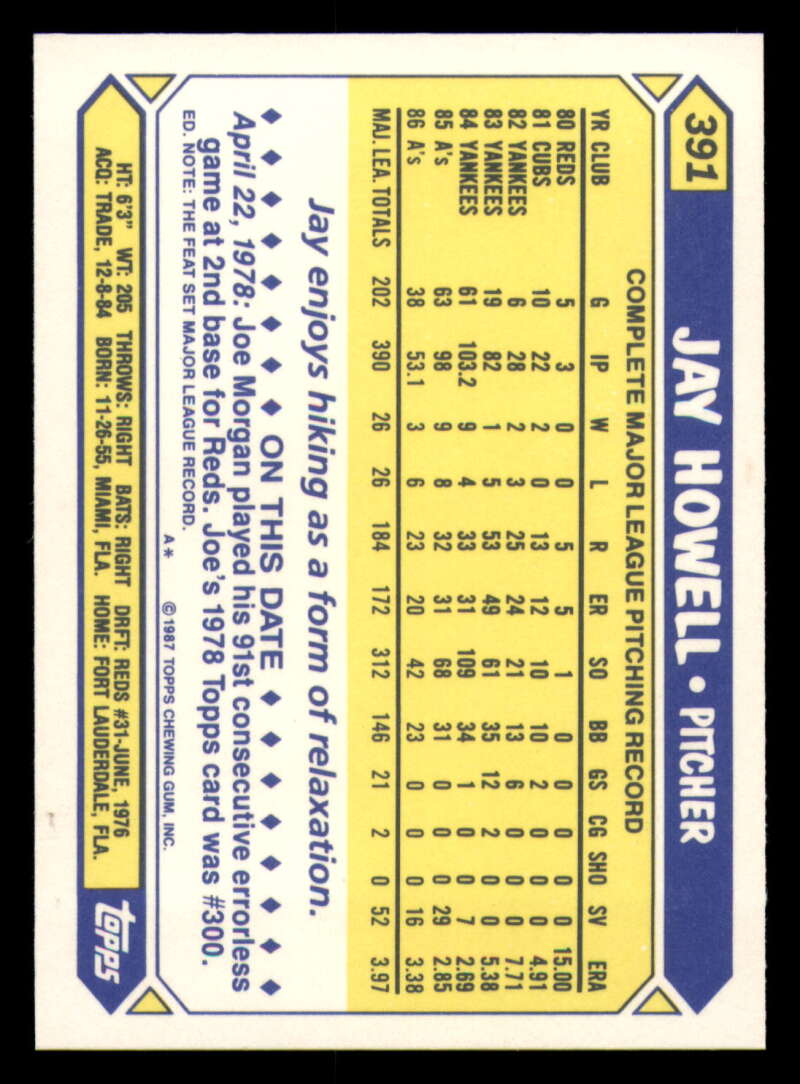 391
JAY HOWELL • PITCHER
COMPLETE MAJOR LEAGUE PITCHING RECORD
YR CLUB G IP W L R ER SO BB GS CG SHO SV ERA
80 REDS 5 3 0 0 5 5 1 0 0 0 0 0 15.00
81 CUBS 10 22 2 0 13 12 10 10 2 0 0 0 4.91
82 YANKEES 6 28 2 3 25 24 21 13 6 0 0 0 7.71
83 YANKEES 19 82 1 5 53 49 61 35 12 2 0 0 5.38
84 YANKEES 61 103.2 9 4 33 31 109 34 1 0 0 7 2.69
85 A's 63 98 9 8 32 31 68 31 0 0 0 29 2.85
86 A's 38 53.1 3 6 23 20 42 23 0 0 0 16 3.38
MAJ. LEA. TOTALS 202 390 26 26 184 172 312 146 21 2 0 52 3.97
Jay enjoys hiking as a form of relaxation.
◆ ◆ ◆ ◆ ◆ ◆ ◆ ◆ ON THIS DATE ◆ ◆ ◆ ◆ ◆ ◆ ◆ ◆
April 22, 1978: Joe Morgan played his 91st consecutive errorless
game at 2nd base for Reds. Joe's 1978 Topps card was #300.
ED. NOTE: THE FEAT SET MAJOR LEAGUE RECORD.
A* ©1987 TOPPS CHEWING GUM, INC.
HT: 6'3" WT: 205 THROWS: RIGHT BATS: RIGHT DRFT: REDS #31-JUNE, 1976
ACQ: TRADE, 12-8-84 BORN: 11-26-55, MIAMI, FLA. HOME: FORT LAUDERDALE, FLA.
topps